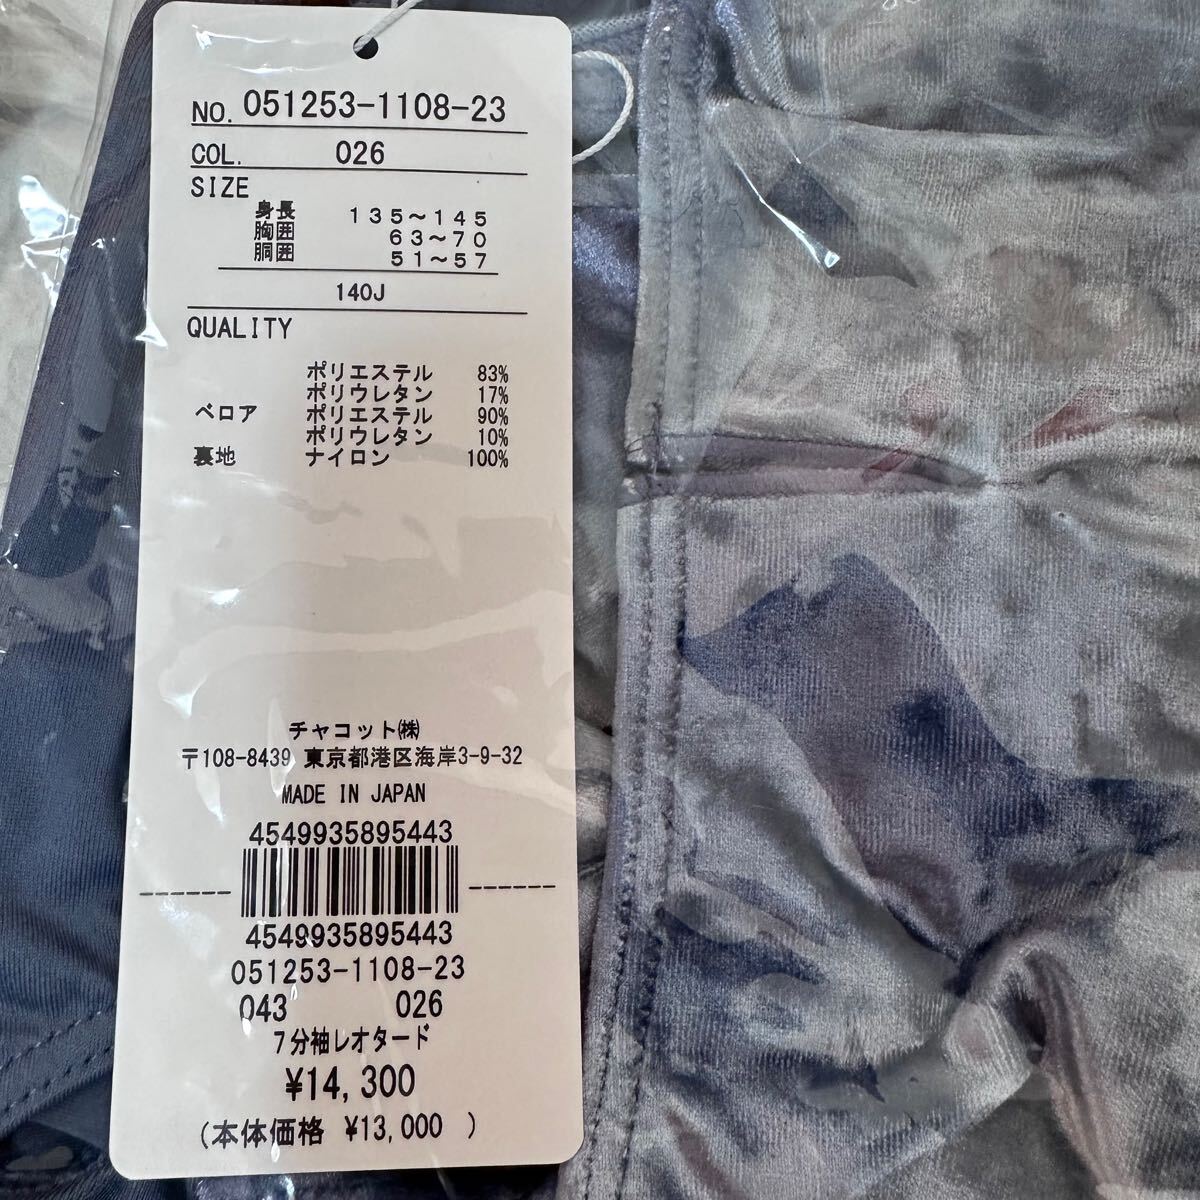 NO. 051253-1108-23
COL. 026
SIZE
身長 135～145
胸囲 63～70
胴囲 51～57
140J
QUALITY
ポリエステル 83%
ポリウレタン 17%
ベロア ポリエステル 90%
ポリウレタン 10%
裏地 ナイロン 100%
チャコット㈱
〒108-8439 東京都港区海岸3-9-32
MADE IN JAPAN
4549935895443
4549935895443
051253-1108-23
043 026
7分袖レオタード
¥14,300
(本体価格 ¥13,000 )